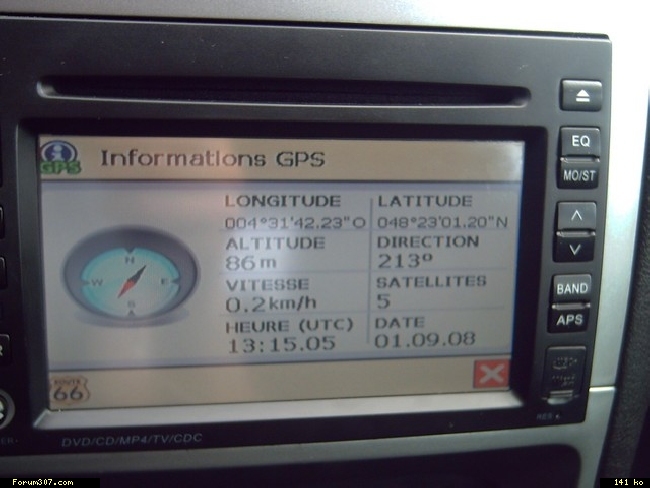 GPS Informations GPS
LONGITUDE LATITUDE
004°31'42.23"O 048°23'01.20"N
ALTITUDE DIRECTION
86m 213º
VITESSE SATELLITES
0.2km/h 5
HEURE (UTC) DATE
13:15.05 01.09.08
N
W E
S
ROUTE
66
EQ
MO/ST
BAND
APS
DVD/CD/MP4/TV/CDC
Forum307.com 141 ko